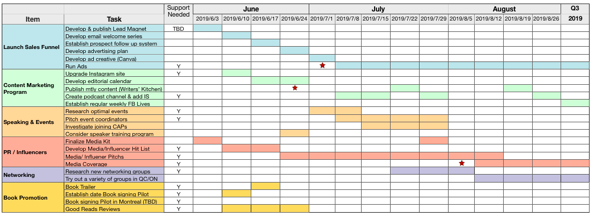 Item Task Support Needed June July August Q3
2019/6/3 2019/6/10 2019/6/17 2019/6/24 2019/7/1 2019/7/8 2019/7/15 2019/7/22 2019/7/29 2019/8/5 2019/8/12 2019/8/19 2019/8/26 2019
Launch Sales Funnel
Develop & publish Lead Magnet TBD
Develop email welcome series
Establish prospect follow up system
Develop advertising plan
Develop ad creative (Canva)
Run Ads Y
Content Marketing Program
Upgrade Instagram site Y
Develop editorial calendar
Publish mtly content (Writers' Kitchen)
Create podcast channel & add IS Y
Establish regular weekly FB Lives
Speaking & Events
Research optimal events Y
Pitch event coordinators Y
Investigate joining CAPs
Consider speaker training program
PR / Influencers
Finalize Media Kit
Develop Media/Influencer Hit List Y
Media/ Influener Pitchs Y
Media Coverage Y
Networking
Research new networking groups Y
Try out a variety of groups in QC/ON
Book Promotion
Book Trailer Y
Establish date Book signing Pilot Y
Book signing Pilot in Montreal (TBD) Y
Good Reads Reviews Y